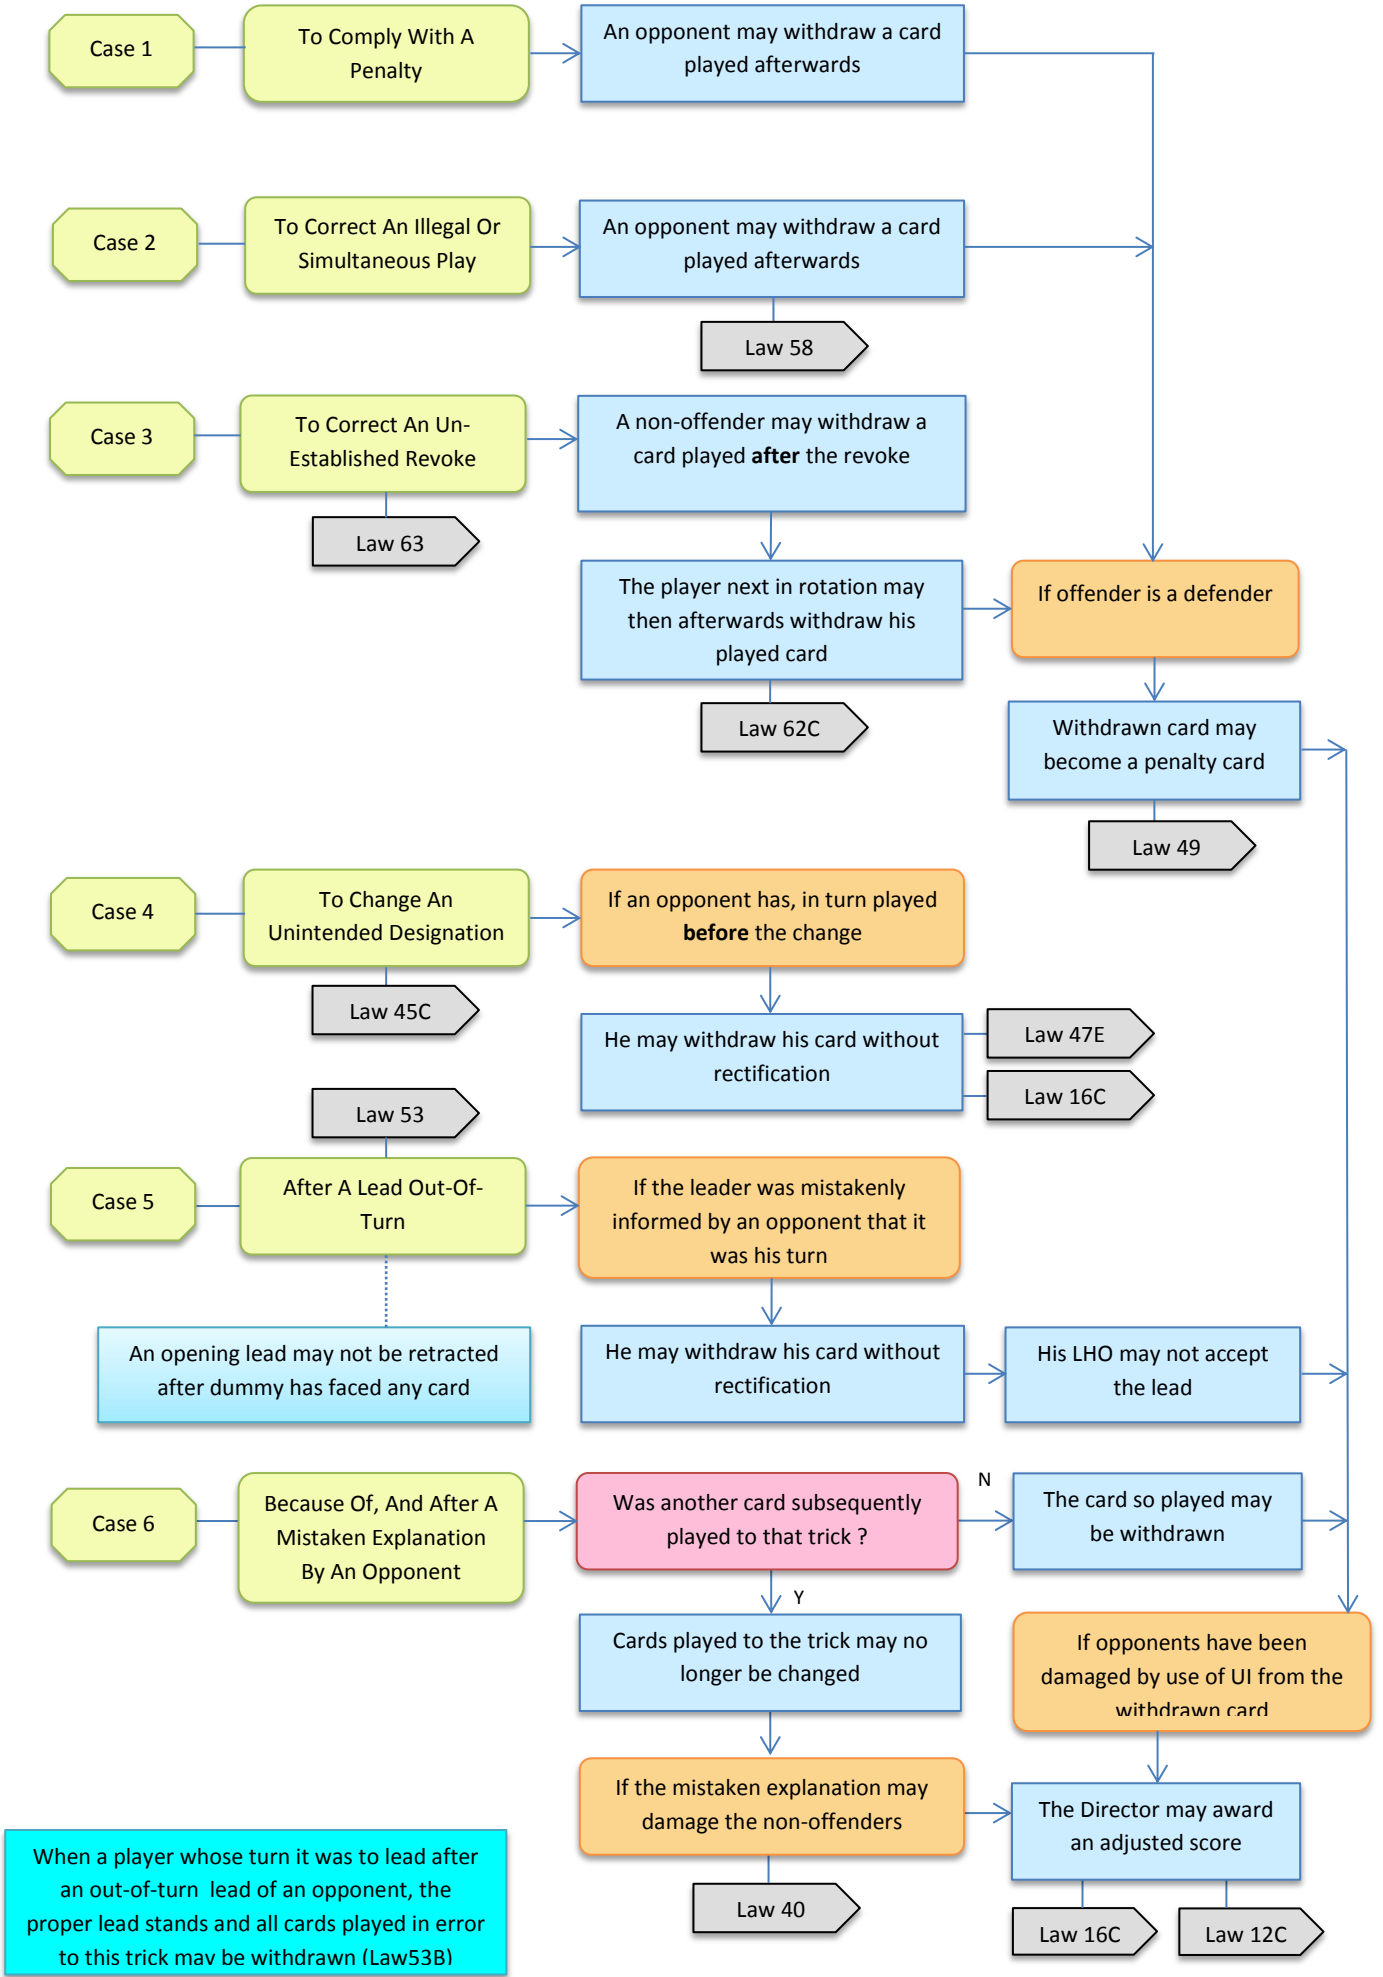 Case 1
To Comply With A
Penalty
An opponent may withdraw a card
played afterwards
Case 2
To Correct An Illegal Or
Simultaneous Play
An opponent may withdraw a card
played afterwards
Law 58
Case 3
To Correct An Un-
Established Revoke
A non-offender may withdraw a
card played after the revoke
Law 63
The player next in rotation may
then afterwards withdraw his
played card
If offender is a defender
Law 62C
Withdrawn card may
become a penalty card
Law 49
Case 4
To Change An
Unintended Designation
If an opponent has, in turn played
before the change
Law 45C
He may withdraw his card without
rectification
Law 47E
Law 16C
Law 53
Case 5
After A Lead Out-Of-
Turn
If the leader was mistakenly
informed by an opponent that it
was his turn
An opening lead may not be retracted
after dummy has faced any card
He may withdraw his card without
rectification
His LHO may not accept
the lead
Case 6
Because Of, And After A
Mistaken Explanation
By An Opponent
Was another card subsequently
played to that trick ?
N
The card so played may
be withdrawn
Y
Cards played to the trick may no
longer be changed
If opponents have been
damaged by use of UI from the
withdrawn card
If the mistaken explanation may
damage the non-offenders
The Director may award
an adjusted score
Law 40
Law 16C
Law 12C
When a player whose turn it was to lead after
an out-of-turn lead of an opponent, the
proper lead stands and all cards played in error
to this trick may be withdrawn (Law53B)